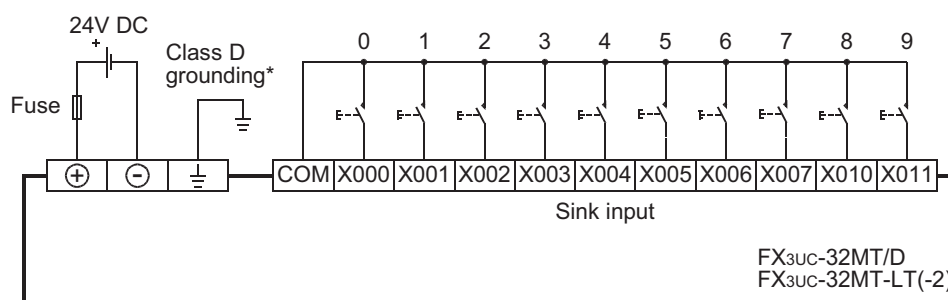 24V DC
+
Class D
grounding*
Fuse
0 1 2 3 4 5 6 7 8 9
+ -
COM X000 X001 X002 X003 X004 X005 X006 X007 X010 X011
Sink input
FX3UC-32MT/D
FX3UC-32MT-LT(-2)